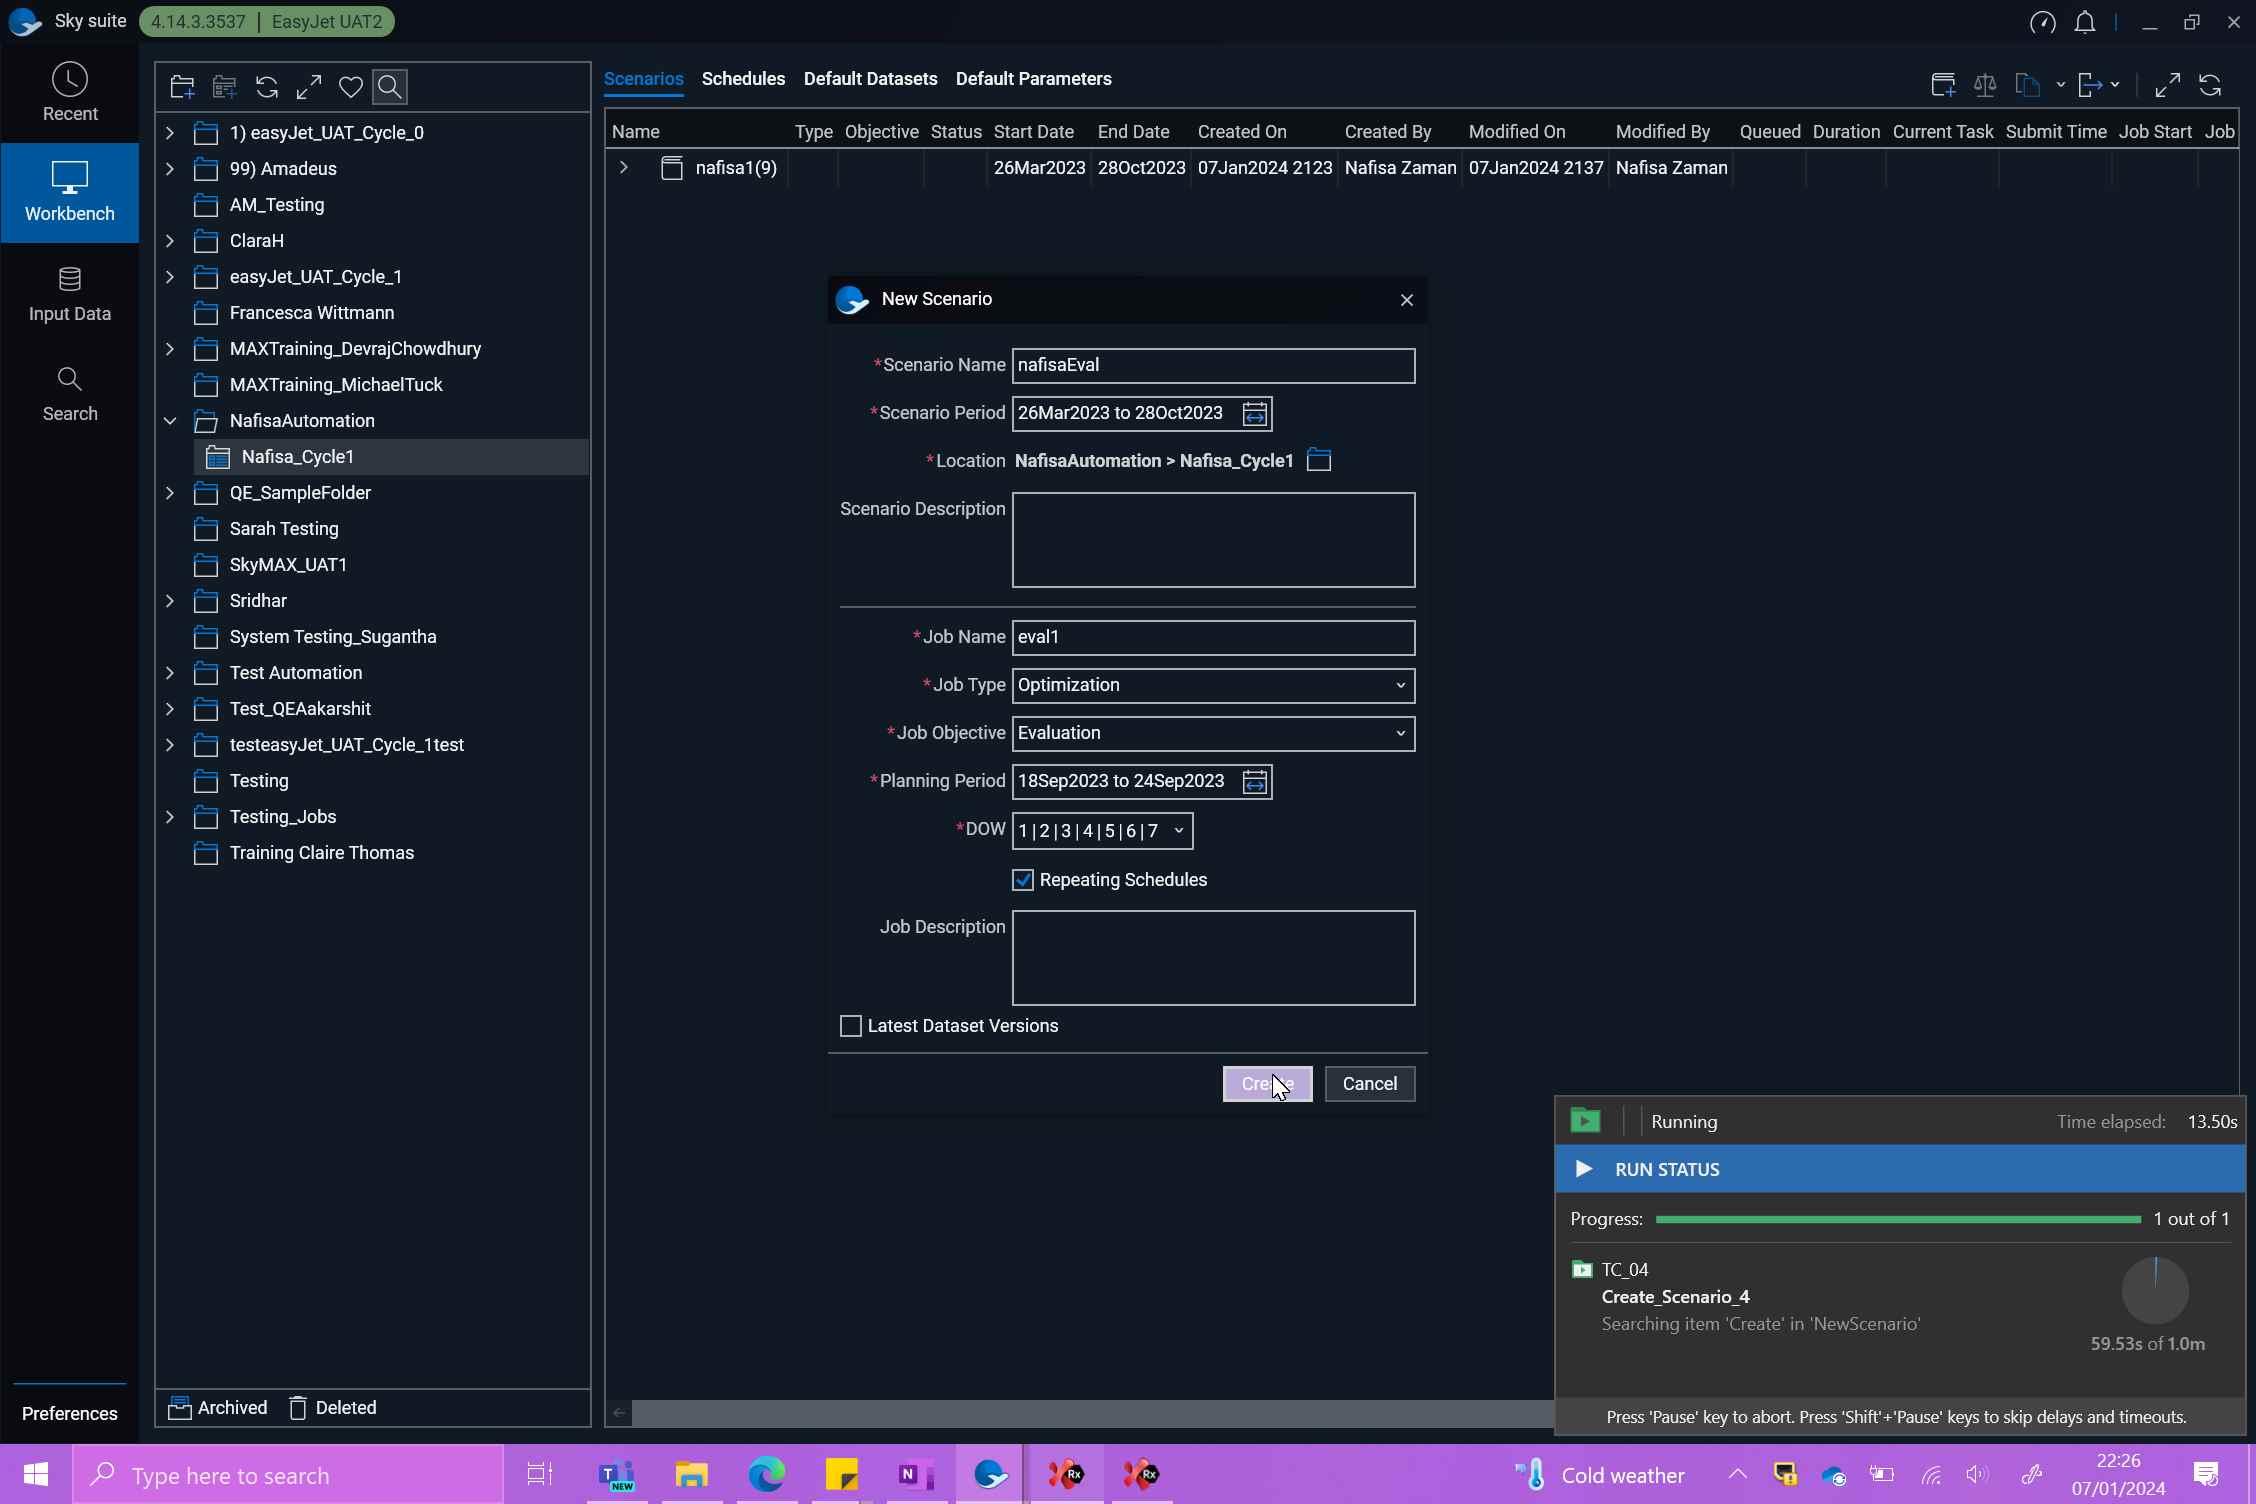 Sky suite 4.14.3.3537 | EasyJet UAT2
Recent
Workbench
Input Data
Search
Preferences
1) easyJet_UAT_Cycle_0
99) Amadeus
AM_Testing
ClaraH
easyJet_UAT_Cycle_1
Francesca Wittmann
MAXTraining_DevrajChowdhury
MAXTraining_MichaelTuck
NafisaAutomation
Nafisa_Cycle1
QE_SampleFolder
Sarah Testing
SkyMAX_UAT1
Sridhar
System Testing_Sugantha
Test Automation
Test_QEAakarshit
testeasyJet_UAT_Cycle_1test
Testing
Testing_Jobs
Training Claire Thomas
Archived Deleted
Scenarios Schedules Default Datasets Default Parameters
Name Type Objective Status Start Date End Date Created On Created By Modified On Modified By Queued Duration Current Task Submit Time Job Start Job
nafisa1(9) 26Mar2023 28Oct2023 07Jan2024 2123 Nafisa Zaman 07Jan2024 2137 Nafisa Zaman
New Scenario
*Scenario Name nafisaEval
*Scenario Period 26Mar2023 to 28Oct2023
*Location NafisaAutomation > Nafisa_Cycle1
Scenario Description
*Job Name eval1
*Job Type Optimization
*Job Objective Evaluation
*Planning Period 18Sep2023 to 24Sep2023
*DOW 1|2|3|4|5|6|7
Repeating Schedules
Job Description
Latest Dataset Versions
Create Cancel
Running Time elapsed: 13.50s
RUN STATUS
Progress: 1 out of 1
TC_04
Create_Scenario_4
Searching item 'Create' in 'NewScenario'
59.53s of 1.0m
Press 'Pause' key to abort. Press 'Shift'+'Pause' keys to skip delays and timeouts.
Type here to search
T
NEW
N
Rx
Rx
Cold weather
22:26
07/01/2024